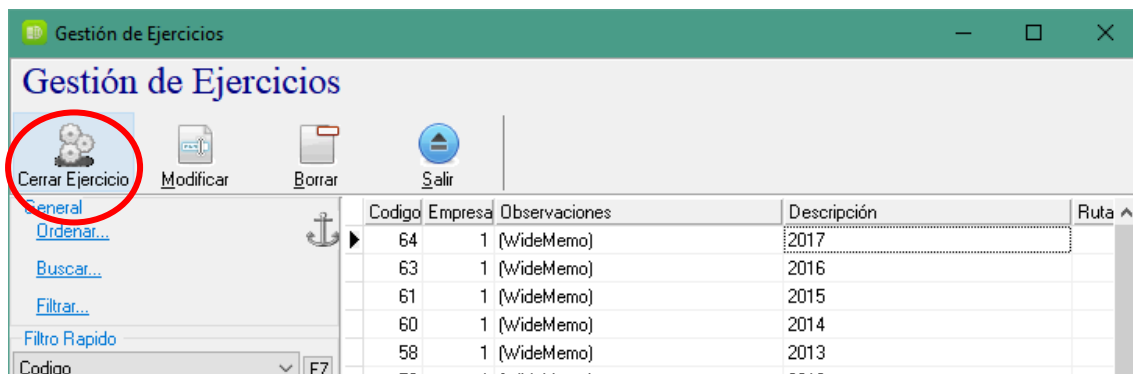 Gestión de Ejercicios
Gestión de Ejercicios
Cerrar Ejercicio Modificar Borrar Salir
General
Ordenar...
Buscar...
Filtrar...
Filtro Rapido
Codigo F7
Codigo Empresa Observaciones Descripción Ruta
64 1 (WideMemo) 2017
63 1 (WideMemo) 2016
61 1 (WideMemo) 2015
60 1 (WideMemo) 2014
58 1 (WideMemo) 2013